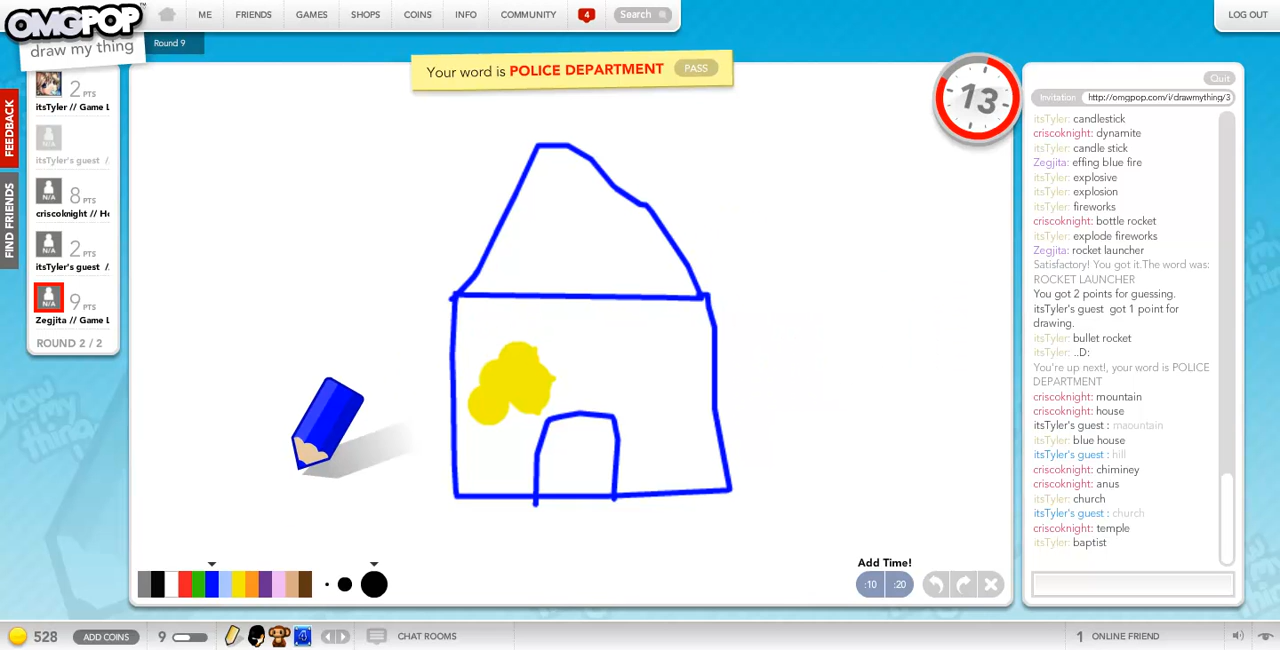 OMGPOP™
draw my thing
ME FRIENDS GAMES SHOPS COINS INFO COMMUNITY 4 Search
LOG OUT
Round 9
FEEDBACK
FIND FRIENDS
2 PTS
itsTyler // Game L
itsTyler's guest /
N/A 8 PTS
criscoknight // Ho
N/A 2 PTS
itsTyler's guest /
N/A 9 PTS
Zegjita // Game L
ROUND 2 / 2
Your word is POLICE DEPARTMENT PASS
13
Add Time!
:10 :20
Quit
Invitation http://omgpop.com/i/drawmything/3
itsTyler: candlestick
criscoknight: dynamite
itsTyler: candle stick
Zegjita: effing blue fire
itsTyler: explosive
itsTyler: explosion
itsTyler: fireworks
criscoknight: bottle rocket
itsTyler: explode fireworks
Zegjita: rocket launcher
Satisfactory! You got it.The word was:
ROCKET LAUNCHER
You got 2 points for guessing.
itsTyler's guest got 1 point for
drawing.
itsTyler: bullet rocket
itsTyler: ..D:
You're up next!, your word is POLICE
DEPARTMENT
criscoknight: mountain
criscoknight: house
itsTyler's guest : maountain
itsTyler: blue house
itsTyler's guest : hill
criscoknight: chiminey
criscoknight: anus
itsTyler: church
itsTyler's guest : church
criscoknight: temple
itsTyler: baptist
528 ADD COINS 9 4 CHAT ROOMS 1 ONLINE FRIEND